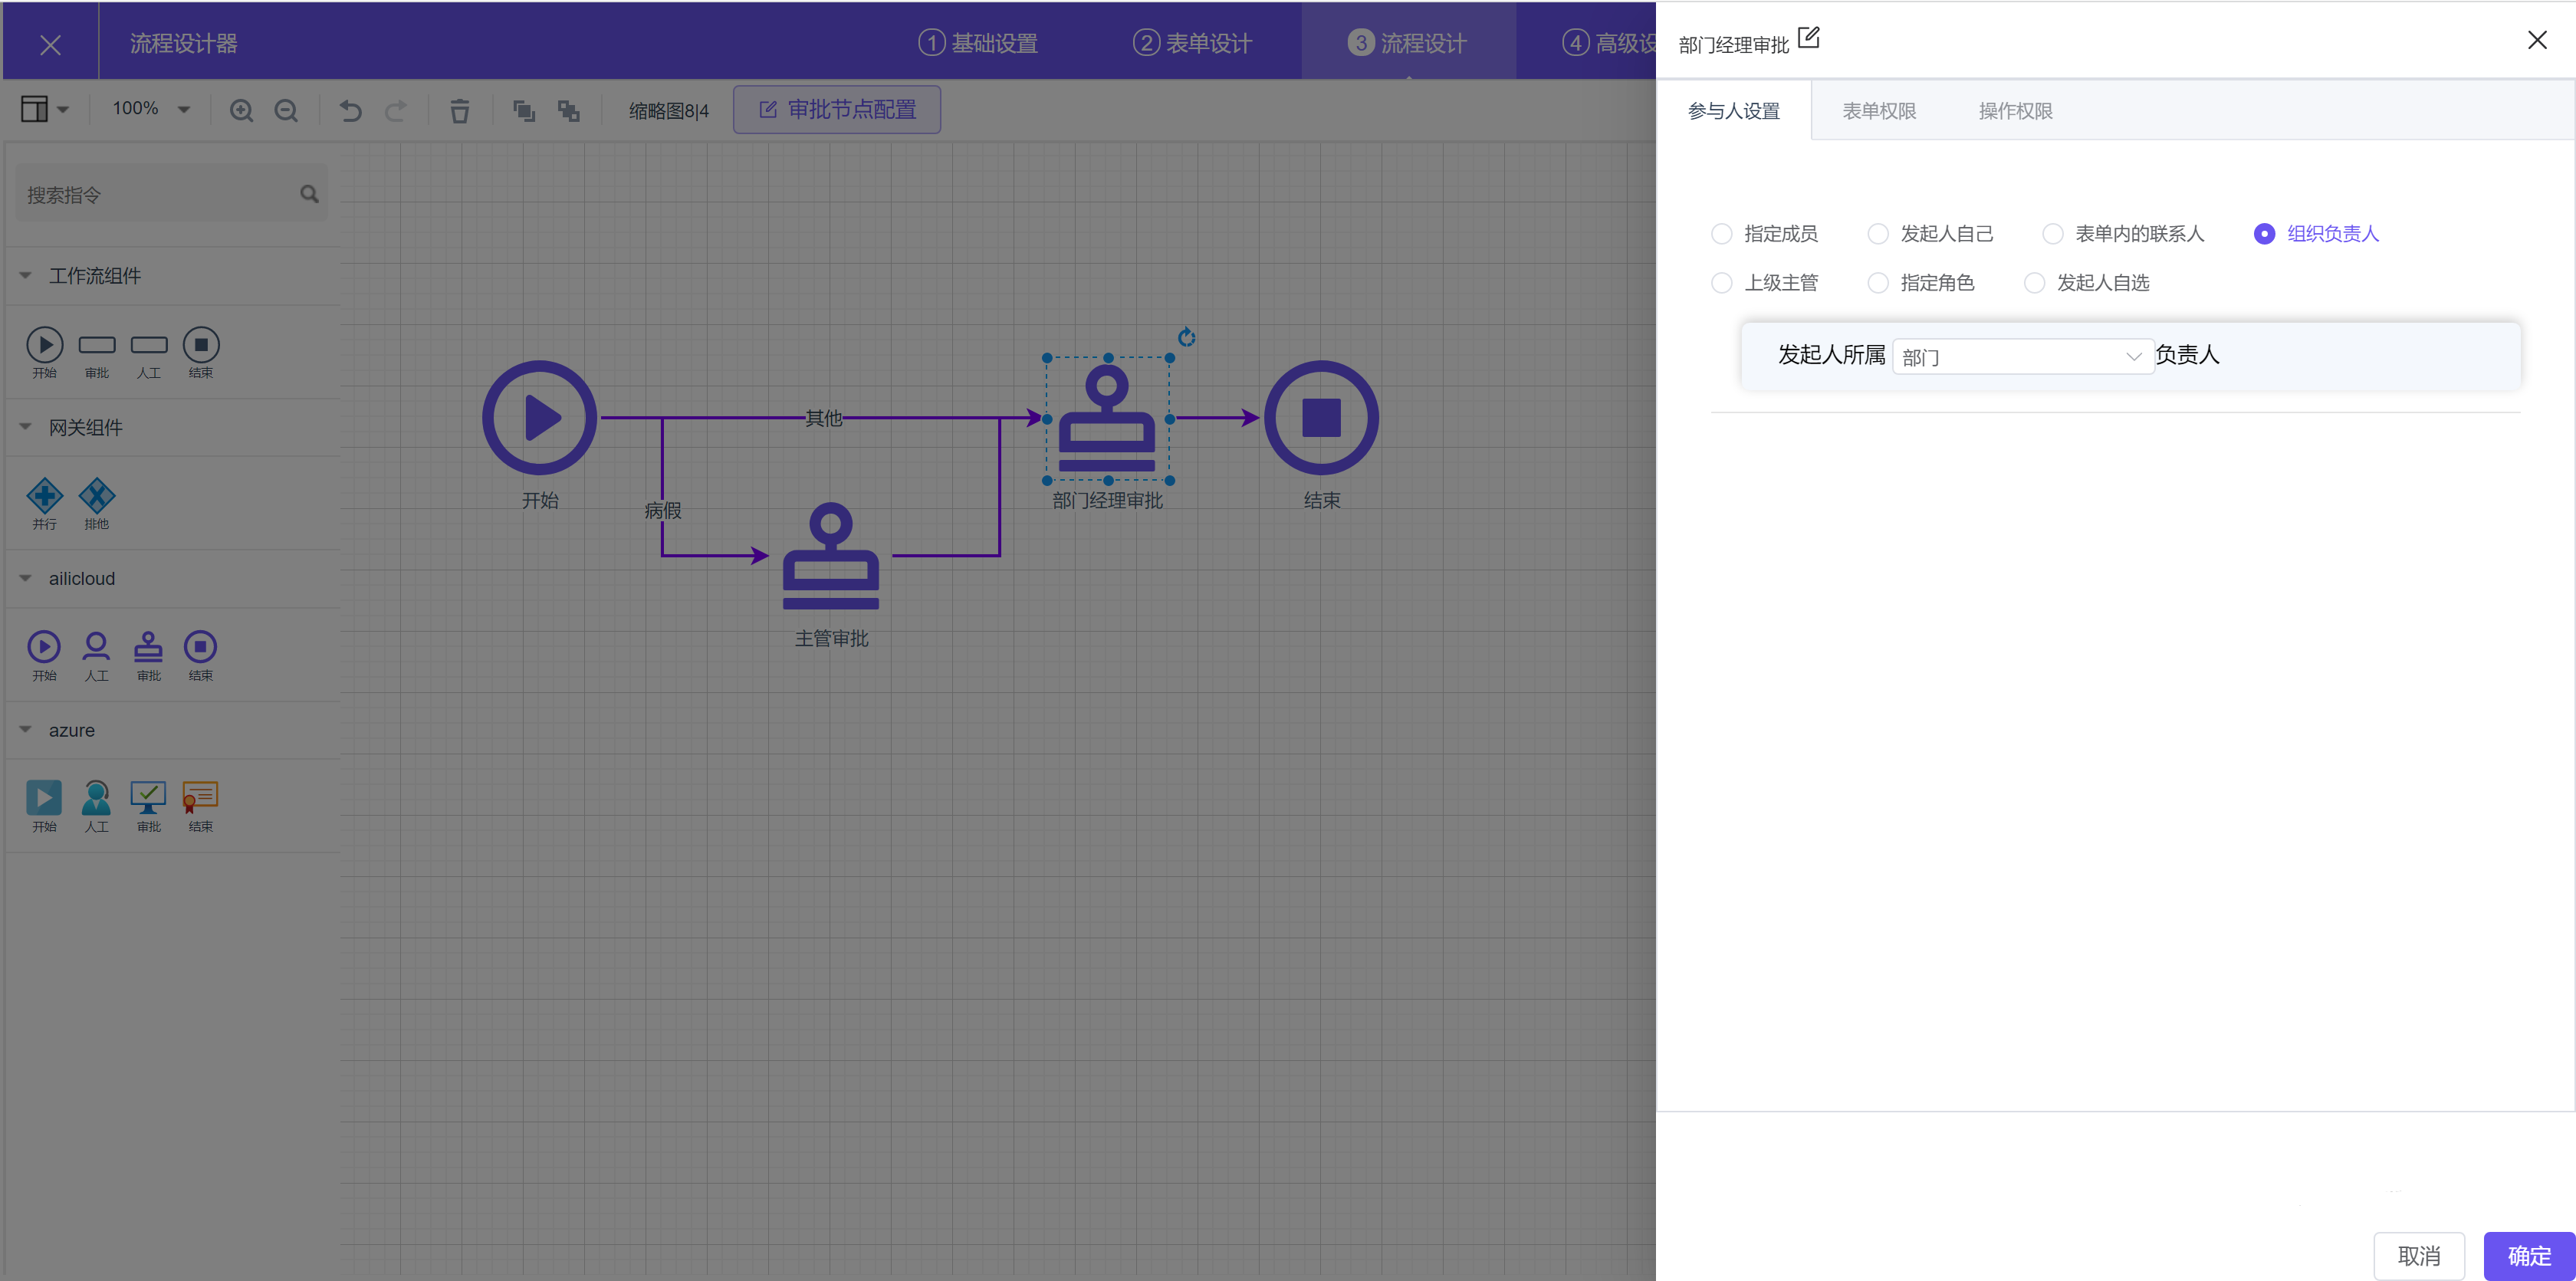 流程设计器
1 基础设置
2 表单设计
3 流程设计
4 高级设
100%
缩略图8|4
审批节点配置
搜索指令
工作流组件
开始 审批 人工 结束
网关组件
并行 排他
ailicloud
开始 人工 审批 结束
azure
开始 人工 审批 结束
其他
病假
开始
主管审批
部门经理审批
结束
部门经理审批
参与人设置 表单权限 操作权限
指定成员 发起人自己 表单内的联系人 组织负责人
上级主管 指定角色 发起人自选
发起人所属 部门 负责人
取消 确定